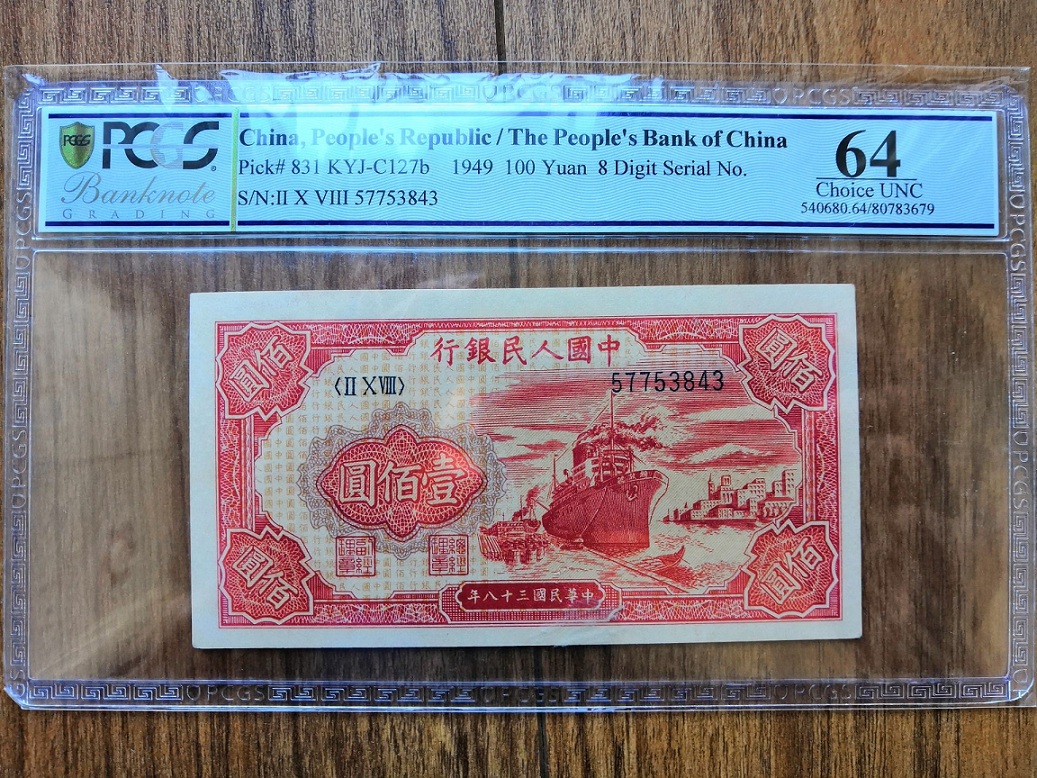 PCGS
Banknote
GRADING
China, People's Republic / The People's Bank of China
Pick# 831 KYJ-C127b 1949 100 Yuan 8 Digit Serial No.
S/N:II X VIII 57753843
64
Choice UNC
540680.64/80783679
行銀民人國中
〈II X VIII〉
57753843
圓佰
圓佰
圓佰壹
圓佰
圓佰
年八十三國民華中